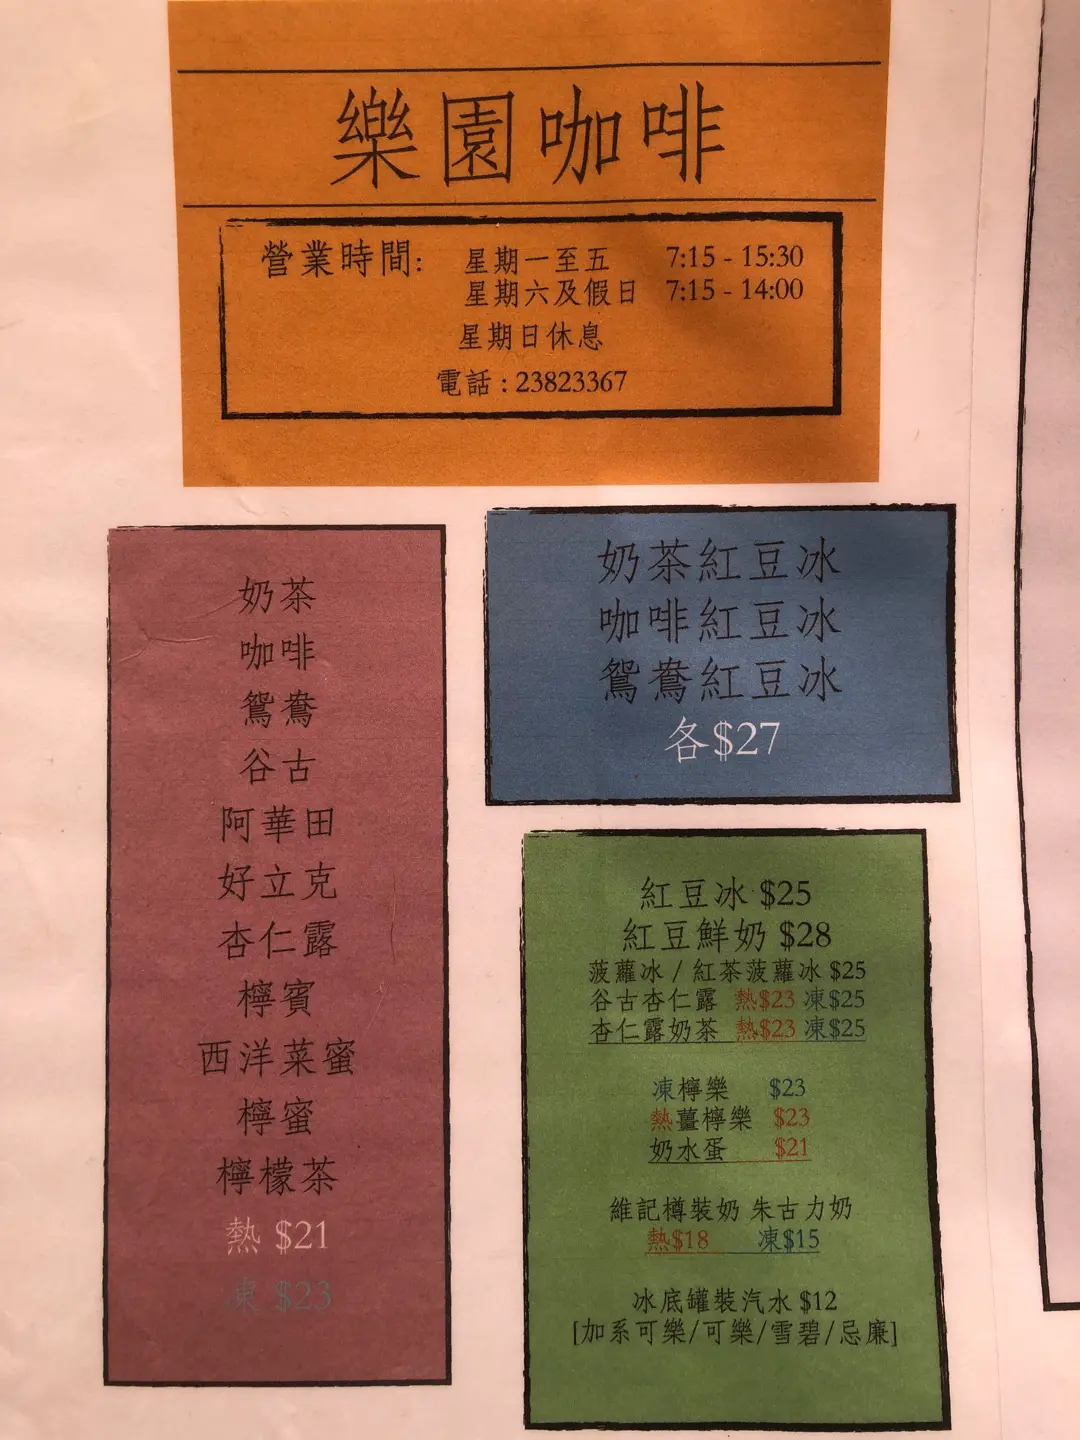 樂園咖啡
營業時間: 星期一至五 7:15 - 15:30
星期六及假日 7:15 - 14:00
星期日休息
電話 : 23823367
奶茶
咖啡
鴛鴦
谷古
阿華田
好立克
杏仁露
檸賓
西洋菜蜜
檸蜜
檸檬茶
熱 $21
凍 $23
奶茶紅豆冰
咖啡紅豆冰
鴛鴦紅豆冰
各$27
紅豆冰 $25
紅豆鮮奶 $28
菠蘿冰 / 紅茶菠蘿冰 $25
谷古杏仁露 熱$23 凍$25
杏仁露奶茶 熱$23 凍$25
凍檸樂 $23
熱薑檸樂 $23
奶水蛋 $21
維記樽裝奶 朱古力奶
熱$18 凍$15
冰底罐裝汽水 $12
[加系可樂/可樂/雪碧/忌廉]